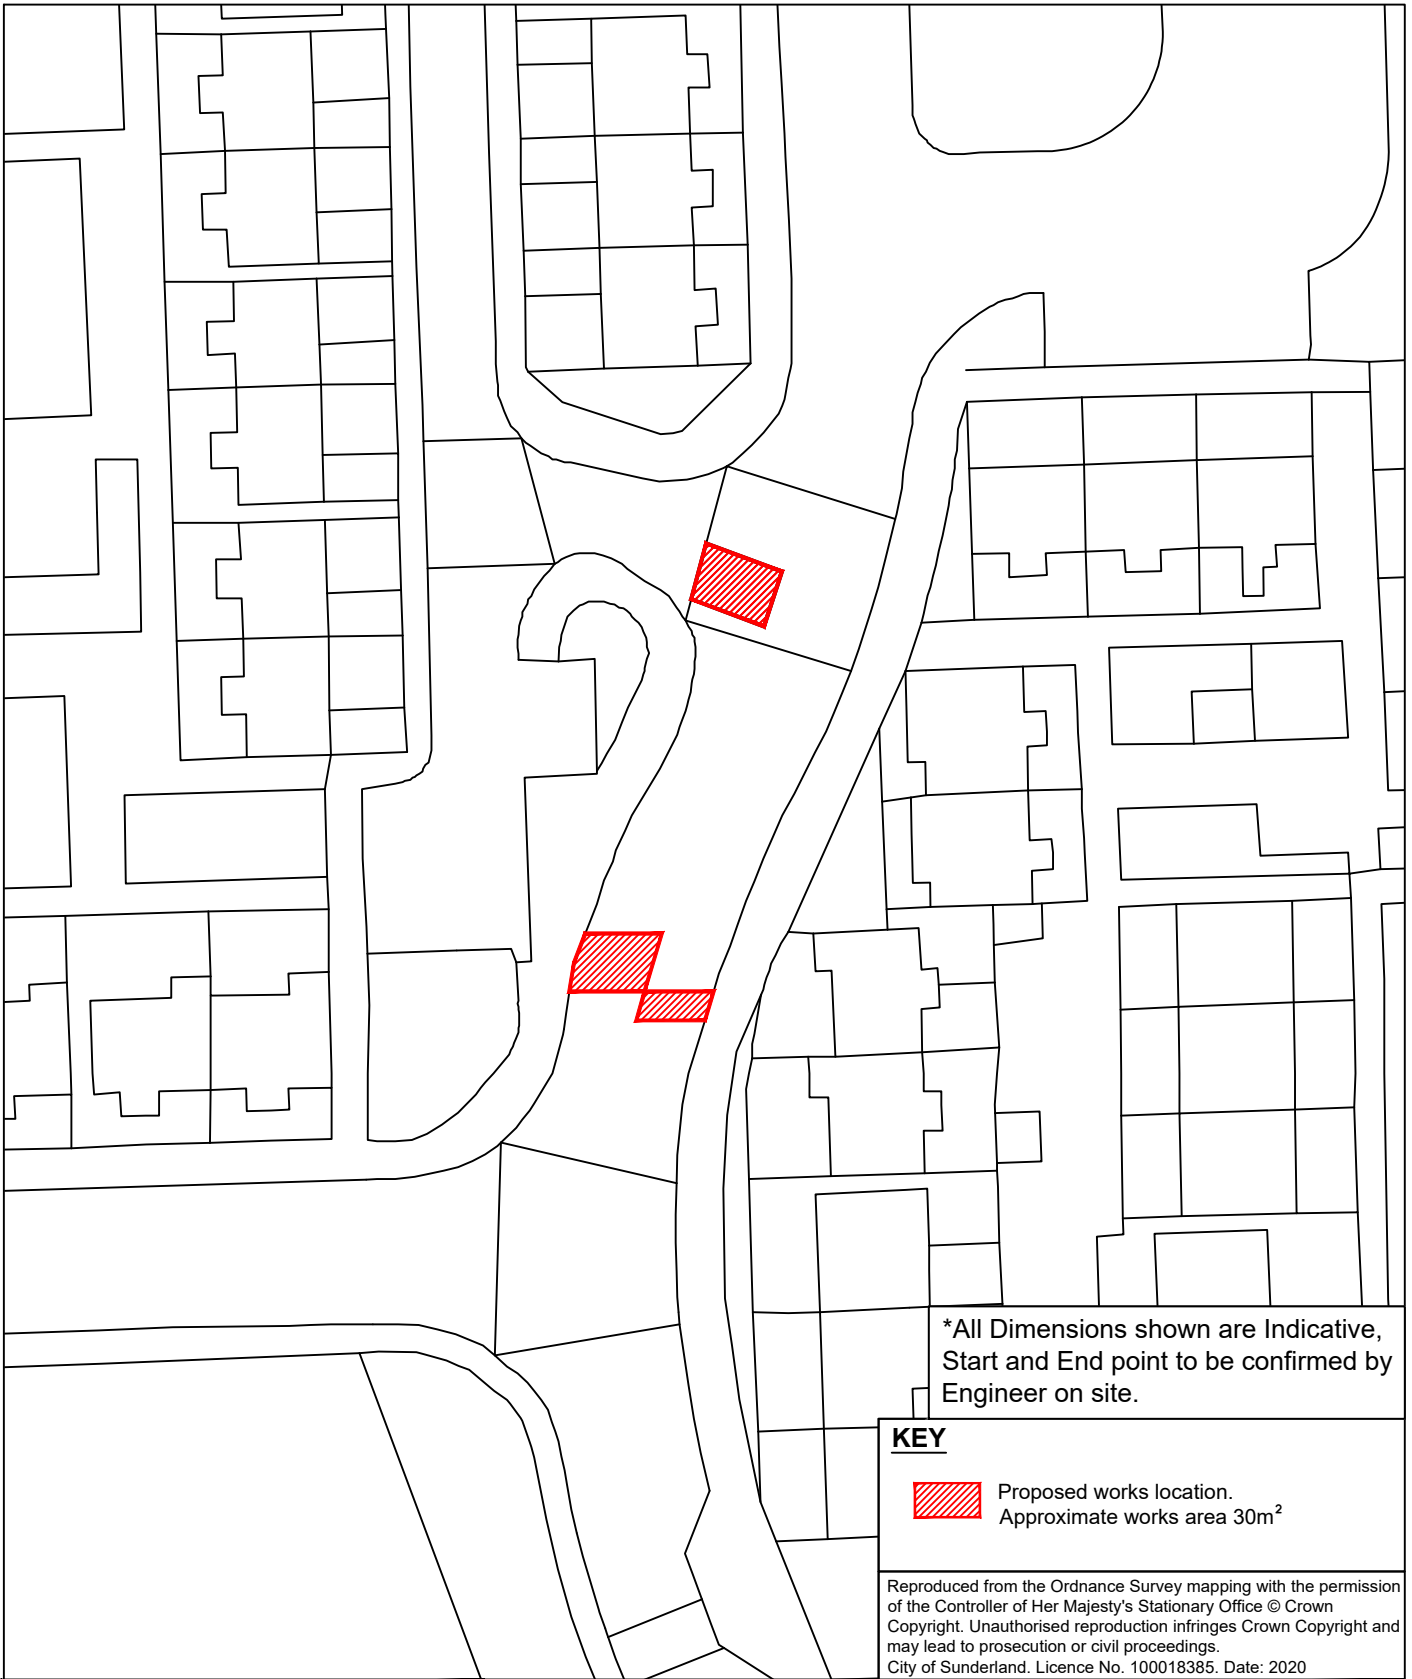 *All Dimensions shown are Indicative,
Start and End point to be confirmed by
Engineer on site.
KEY
Proposed works location.
Approximate works area 30m²
Reproduced from the Ordnance Survey mapping with the permission
of the Controller of Her Majesty's Stationary Office © Crown
Copyright. Unauthorised reproduction infringes Crown Copyright and
may lead to prosecution or civil proceedings.
City of Sunderland. Licence No. 100018385. Date: 2020